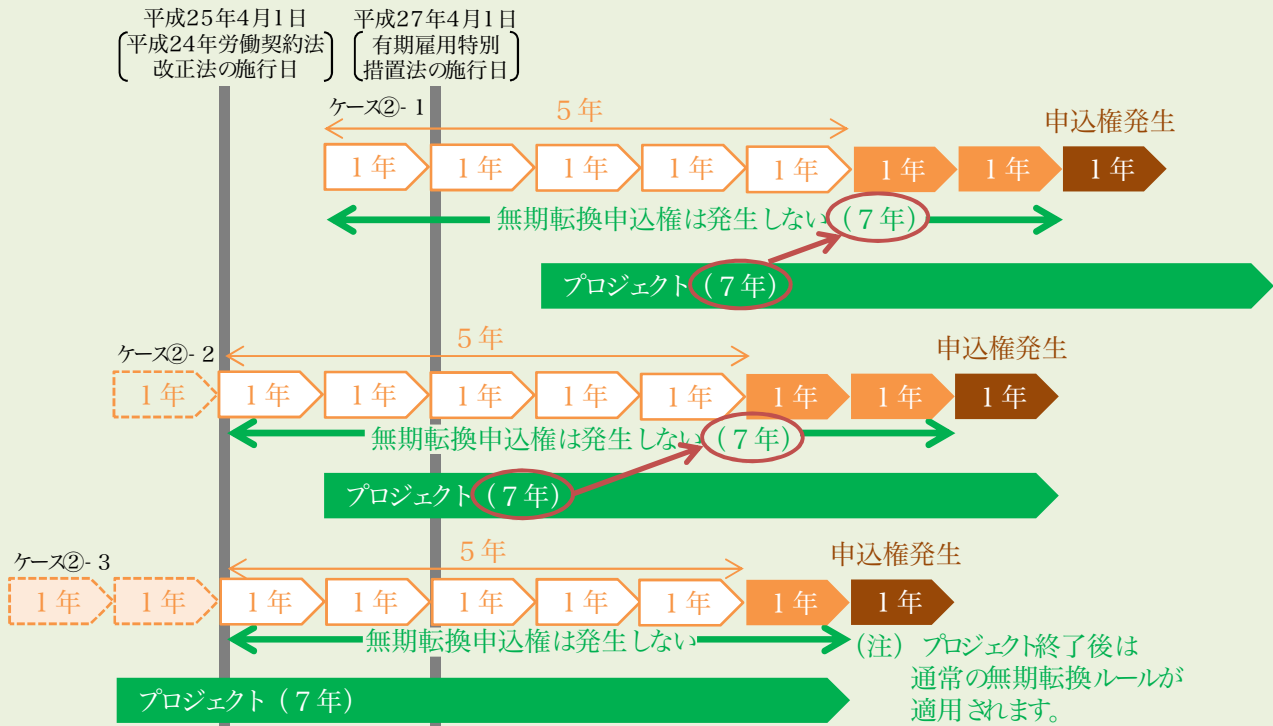 平成25年4月1日
平成24年労働契約法
改正法の施行日
平成27年4月1日
有期雇用特別
措置法の施行日
ケース②-1
5年
申込権発生
1年 1年 1年 1年 1年 1年 1年 1年
無期転換申込権は発生しない(7年)
プロジェクト(7年)
ケース②-2
5年
申込権発生
1年 1年 1年 1年 1年 1年 1年 1年 1年
無期転換申込権は発生しない(7年)
プロジェクト(7年)
ケース②-3
5年
申込権発生
1年 1年 1年 1年 1年 1年 1年 1年 1年
無期転換申込権は発生しない
(注) プロジェクト終了後は
通常の無期転換ルールが
適用されます。
プロジェクト(7年)